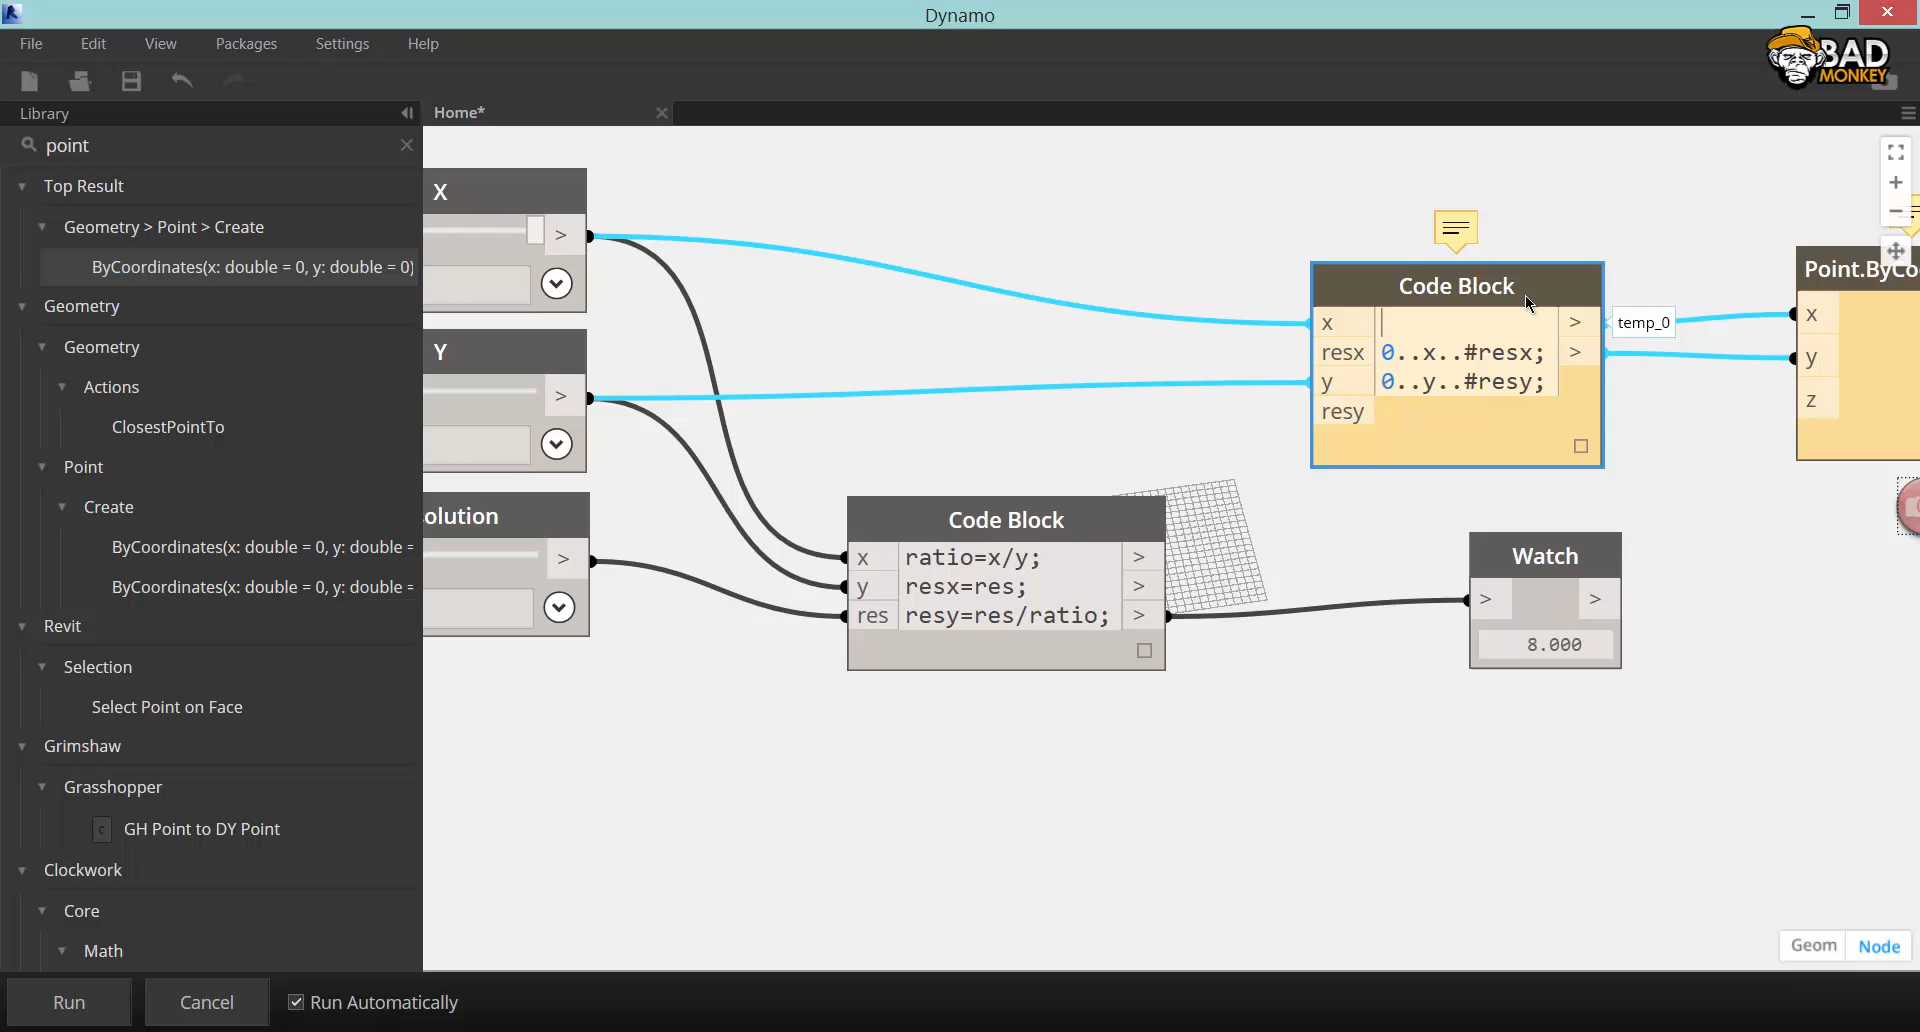 Dynamo
File Edit View Packages Settings Help
BAD
MONKEY
Library
Home*
point
Top Result
Geometry > Point > Create
ByCoordinates(x: double = 0, y: double = 0)
Geometry
Geometry
Actions
ClosestPointTo
Point
Create
ByCoordinates(x: double = 0, y: double =
ByCoordinates(x: double = 0, y: double =
Revit
Selection
Select Point on Face
Grimshaw
Grasshopper
c GH Point to DY Point
Clockwork
Core
Math
X
>
Y
>
olution
>
Code Block
x ratio=x/y; >
y resx=res; >
res resy=res/ratio; >
Code Block
x >
resx 0..x..#resx; >
y 0..y..#resy;
resy
temp_0
Point.ByCo
x
y
z
Watch
> >
8.000
Geom Node
Run Cancel Run Automatically